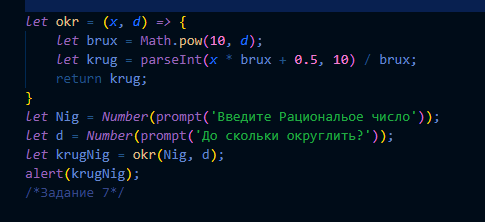 let okr = (x, d) => {
let brux = Math.pow(10, d);
let krug = parseInt(x * brux + 0.5, 10) / brux;
return krug;
}
let Nig = Number(prompt('Введите Рациональое число'));
let d = Number(prompt('До скольки округлить?'));
let krugNig = okr(Nig, d);
alert(krugNig);
/*Задание 7*/